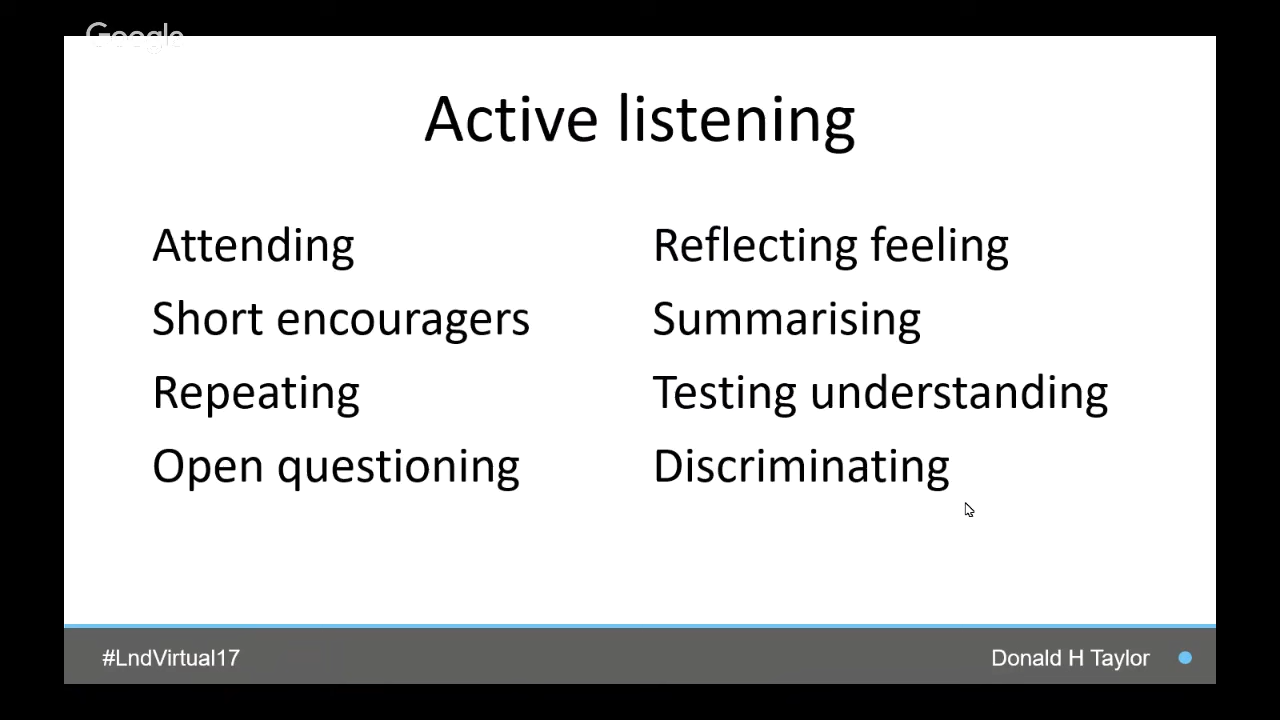 Google
Active listening
Attending
Short encouragers
Repeating
Open questioning
Reflecting feeling
Summarising
Testing understanding
Discriminating
#LndVirtual17
Donald H Taylor